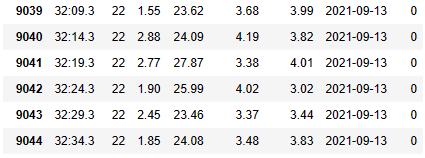 9039 32:09.3 22 1.55 23.62 3.68 3.99 2021-09-13 0
9040 32:14.3 22 2.88 24.09 4.19 3.82 2021-09-13 0
9041 32:19.3 22 2.77 27.87 3.38 4.01 2021-09-13 0
9042 32:24.3 22 1.90 25.99 4.02 3.02 2021-09-13 0
9043 32:29.3 22 2.45 23.46 3.37 3.44 2021-09-13 0
9044 32:34.3 22 1.85 24.08 3.48 3.83 2021-09-13 0